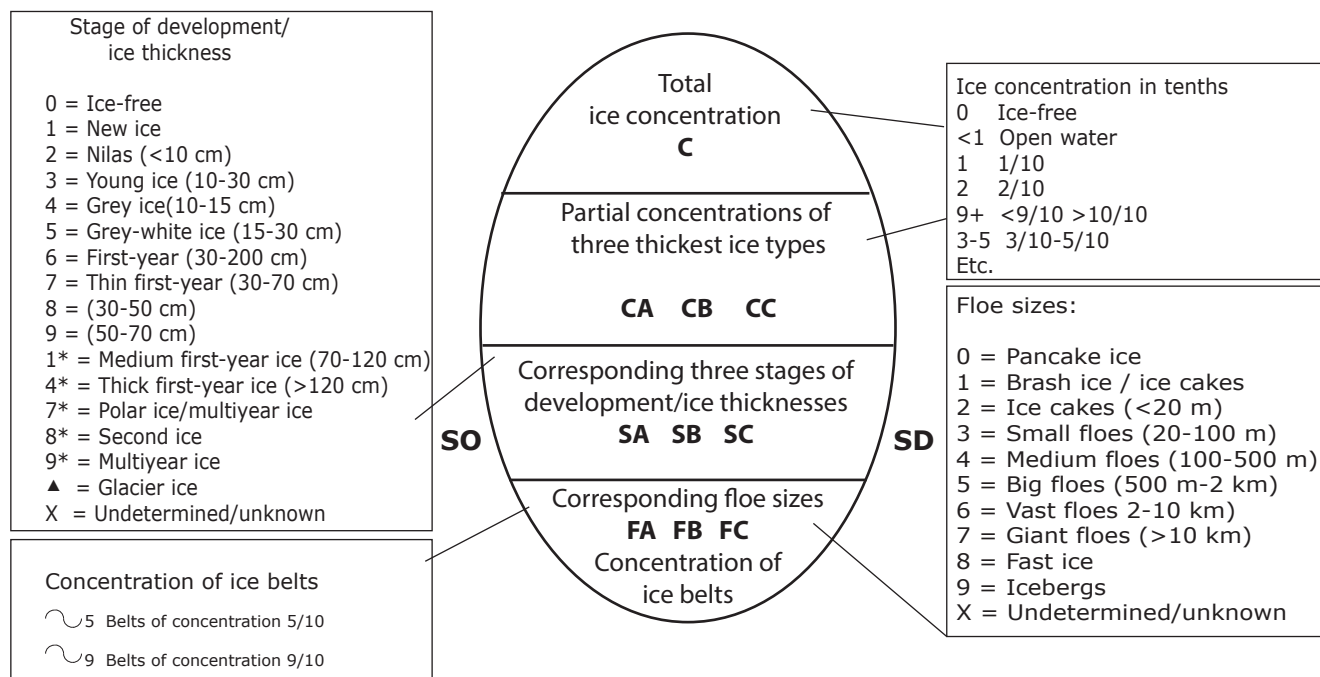 Stage of development/
ice thickness
0 = Ice-free
1 = New ice
2 = Nilas (<10 cm)
3 = Young ice (10-30 cm)
4 = Grey ice(10-15 cm)
5 = Grey-white ice (15-30 cm)
6 = First-year (30-200 cm)
7 = Thin first-year (30-70 cm)
8 = (30-50 cm)
9 = (50-70 cm)
1* = Medium first-year ice (70-120 cm)
4* = Thick first-year ice (>120 cm)
7* = Polar ice/multiyear ice
8* = Second ice
9* = Multiyear ice
▲ = Glacier ice
X = Undetermined/unknown
Concentration of ice belts
5 Belts of concentration 5/10
9 Belts of concentration 9/10
Total
ice concentration
C
Partial concentrations of
three thickest ice types
CA CB CC
Corresponding three stages of
development/ice thicknesses
SA SB SC
SO
SD
Corresponding floe sizes
FA FB FC
Concentration of
ice belts
Ice concentration in tenths
0 Ice-free
<1 Open water
1 1/10
2 2/10
9+ <9/10 >10/10
3-5 3/10-5/10
Etc.
Floe sizes:
0 = Pancake ice
1 = Brash ice / ice cakes
2 = Ice cakes (<20 m)
3 = Small floes (20-100 m)
4 = Medium floes (100-500 m)
5 = Big floes (500 m-2 km)
6 = Vast floes 2-10 km)
7 = Giant floes (>10 km)
8 = Fast ice
9 = Icebergs
X = Undetermined/unknown